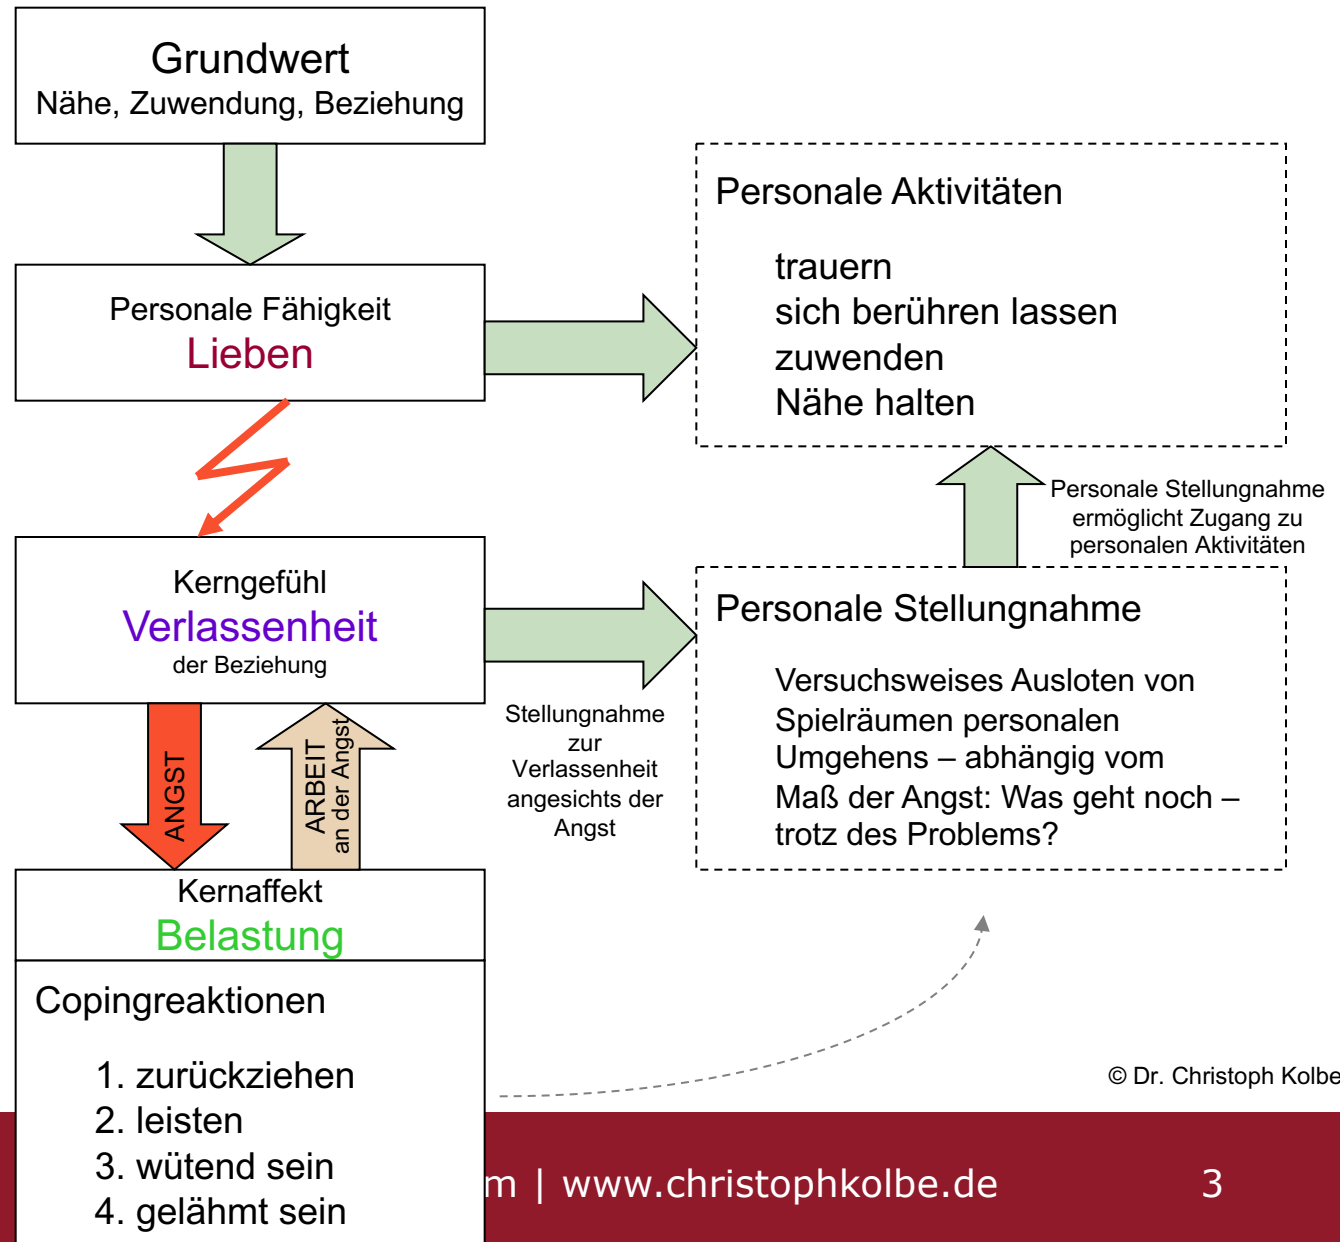 Grundwert
Nähe, Zuwendung, Beziehung
Personale Fähigkeit
Lieben
Personale Aktivitäten
trauern
sich berühren lassen
zuwenden
Nähe halten
Personale Stellungnahme
ermöglicht Zugang zu
personalen Aktivitäten
Kerngefühl
Verlassenheit
der Beziehung
Personale Stellungnahme
Versuchsweises Ausloten von
Spielräumen personalen
Umgehens – abhängig vom
Maß der Angst: Was geht noch –
trotz des Problems?
Stellungnahme
zur
Verlassenheit
angesichts der
Angst
ANGST
ARBEIT
an der Angst
Kernaffekt
Belastung
Copingreaktionen
1. zurückziehen
2. leisten
3. wütend sein
4. gelähmt sein
© Dr. Christoph Kolbe
m | www.christophkolbe.de
3